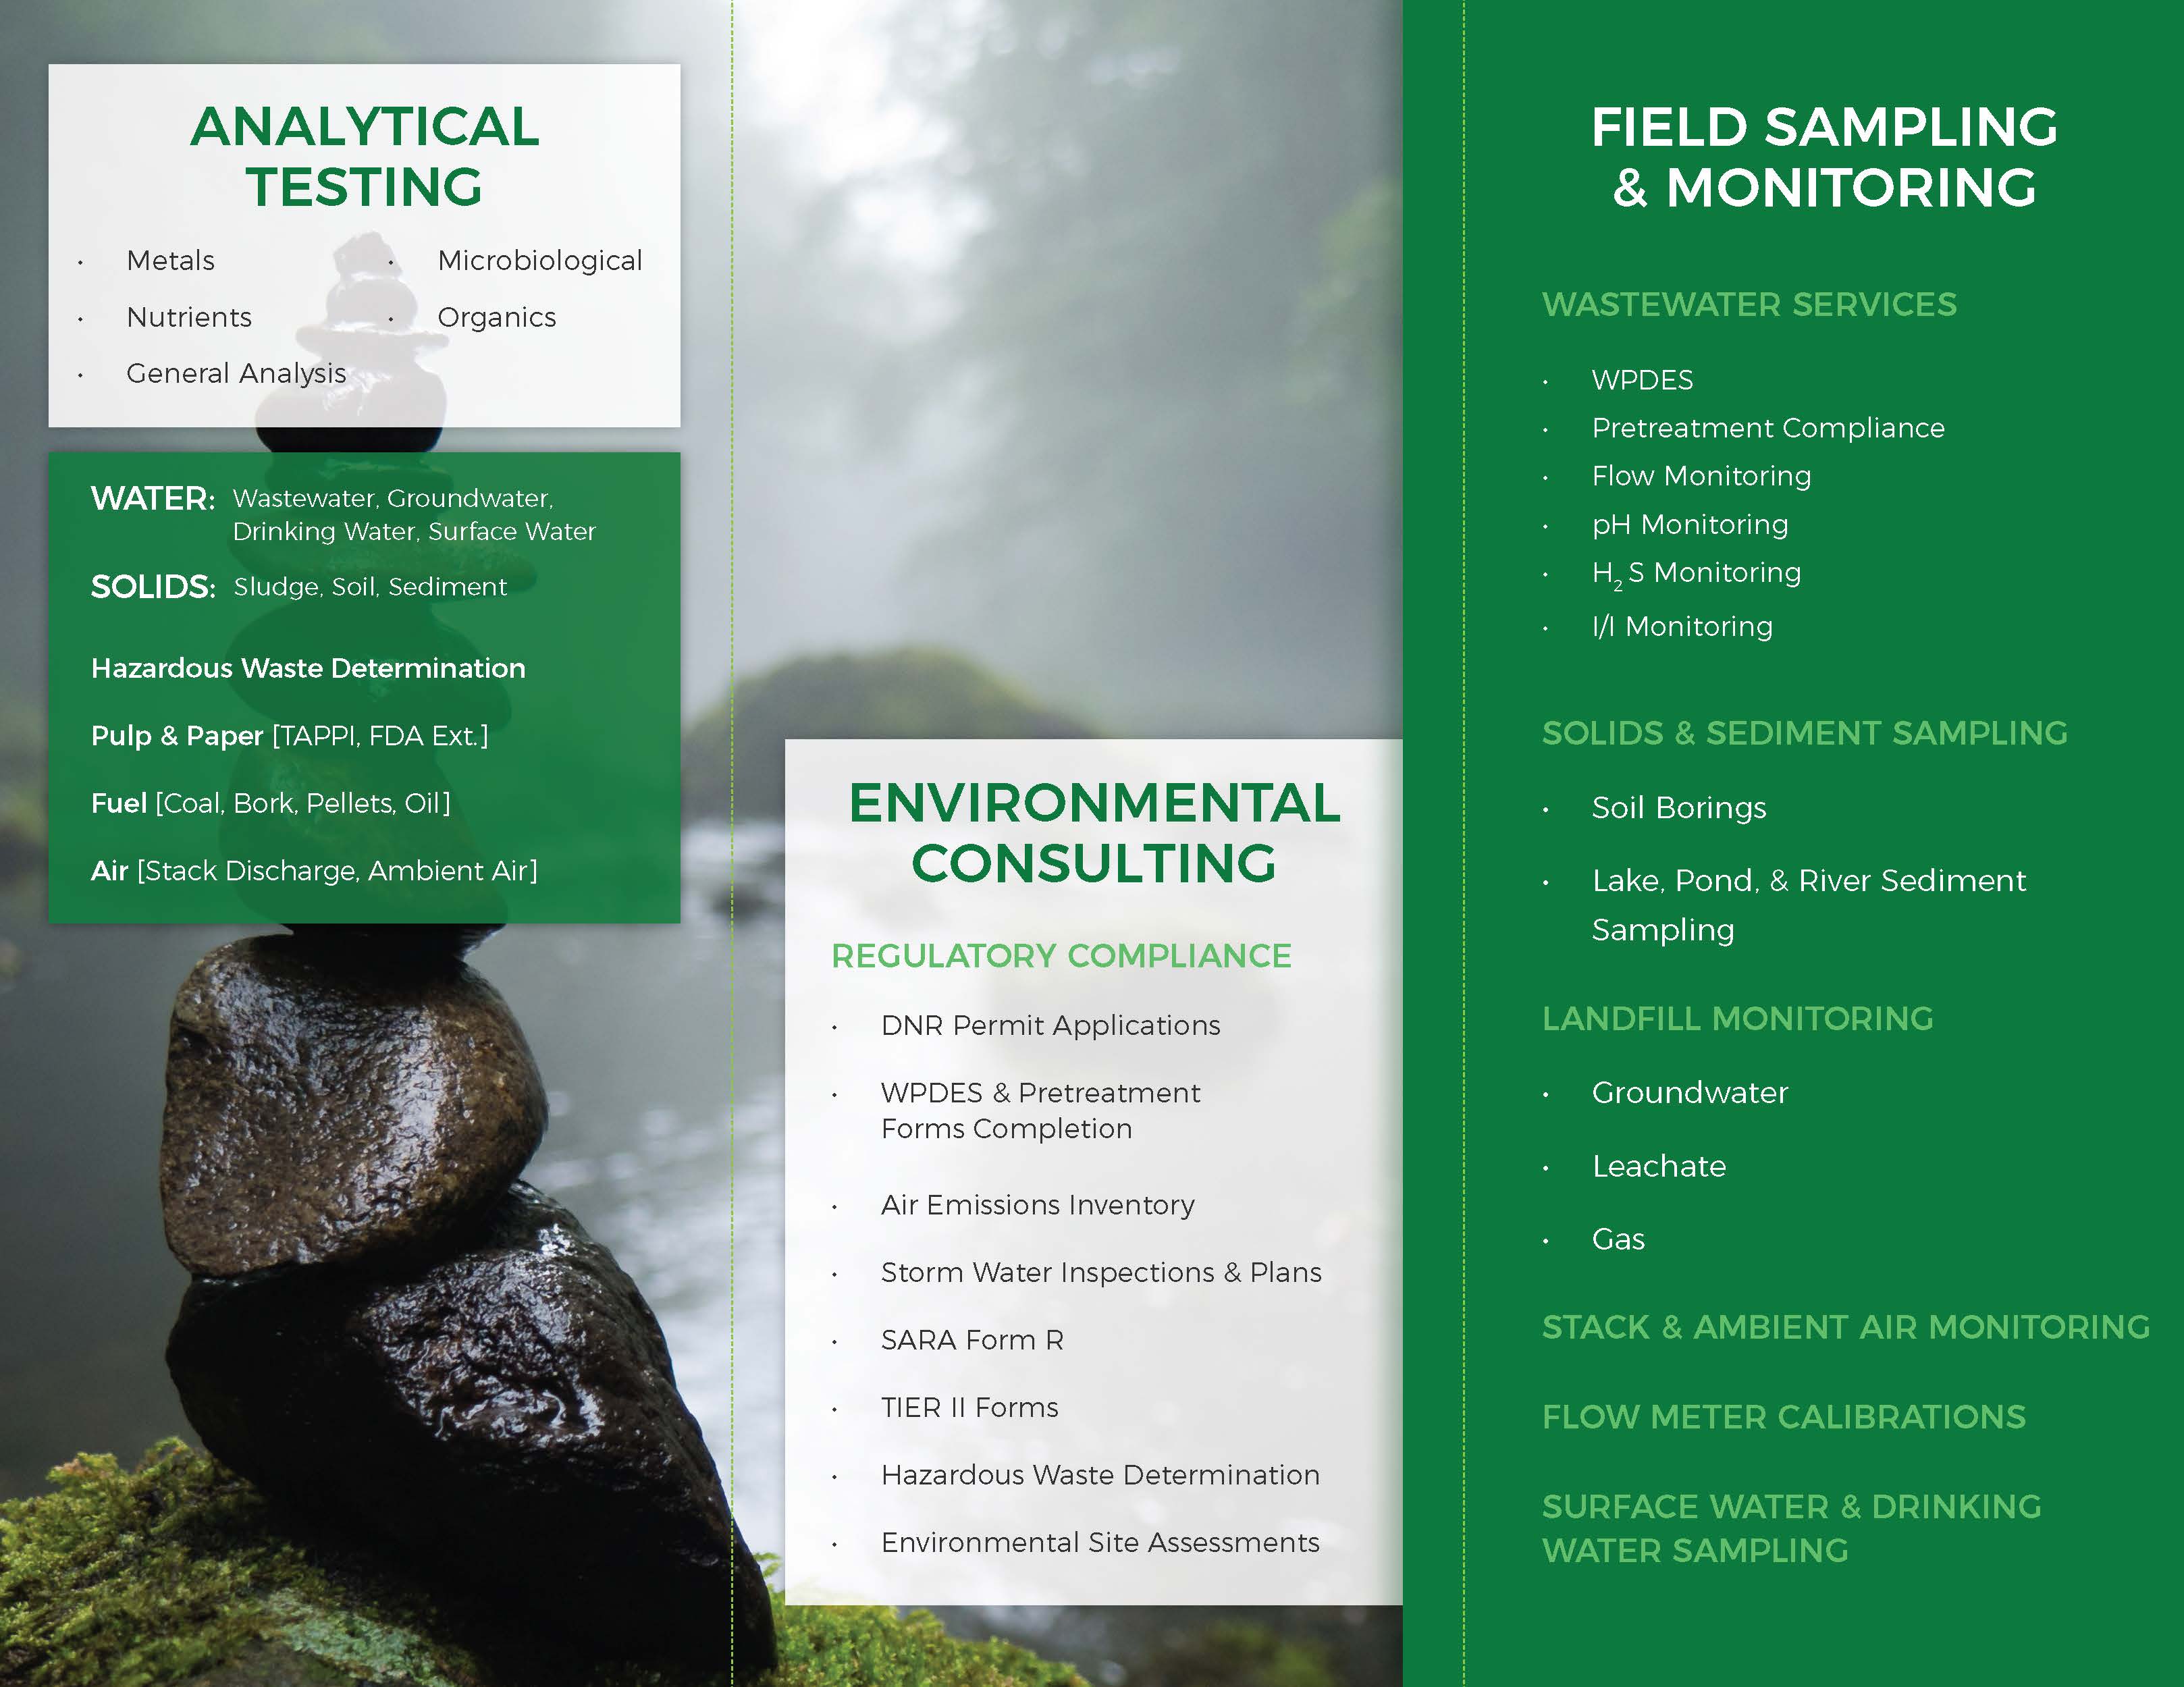 ANALYTICAL
TESTING
• Metals
• Nutrients
• General Analysis
• Microbiological
• Organics
WATER: Wastewater, Groundwater,
Drinking Water, Surface Water
SOLIDS: Sludge, Soil, Sediment
Hazardous Waste Determination
Pulp & Paper [TAPPI, FDA Ext.]
Fuel [Coal, Bork, Pellets, Oil]
Air [Stack Discharge, Ambient Air]
ENVIRONMENTAL
CONSULTING
REGULATORY COMPLIANCE
• DNR Permit Applications
• WPDES & Pretreatment
Forms Completion
• Air Emissions Inventory
• Storm Water Inspections & Plans
• SARA Form R
• TIER II Forms
• Hazardous Waste Determination
• Environmental Site Assessments
FIELD SAMPLING
& MONITORING
WASTEWATER SERVICES
• WPDES
• Pretreatment Compliance
• Flow Monitoring
• pH Monitoring
• H₂ S Monitoring
• I/I Monitoring
SOLIDS & SEDIMENT SAMPLING
• Soil Borings
• Lake, Pond, & River Sediment
Sampling
LANDFILL MONITORING
• Groundwater
• Leachate
• Gas
STACK & AMBIENT AIR MONITORING
FLOW METER CALIBRATIONS
SURFACE WATER & DRINKING
WATER SAMPLING